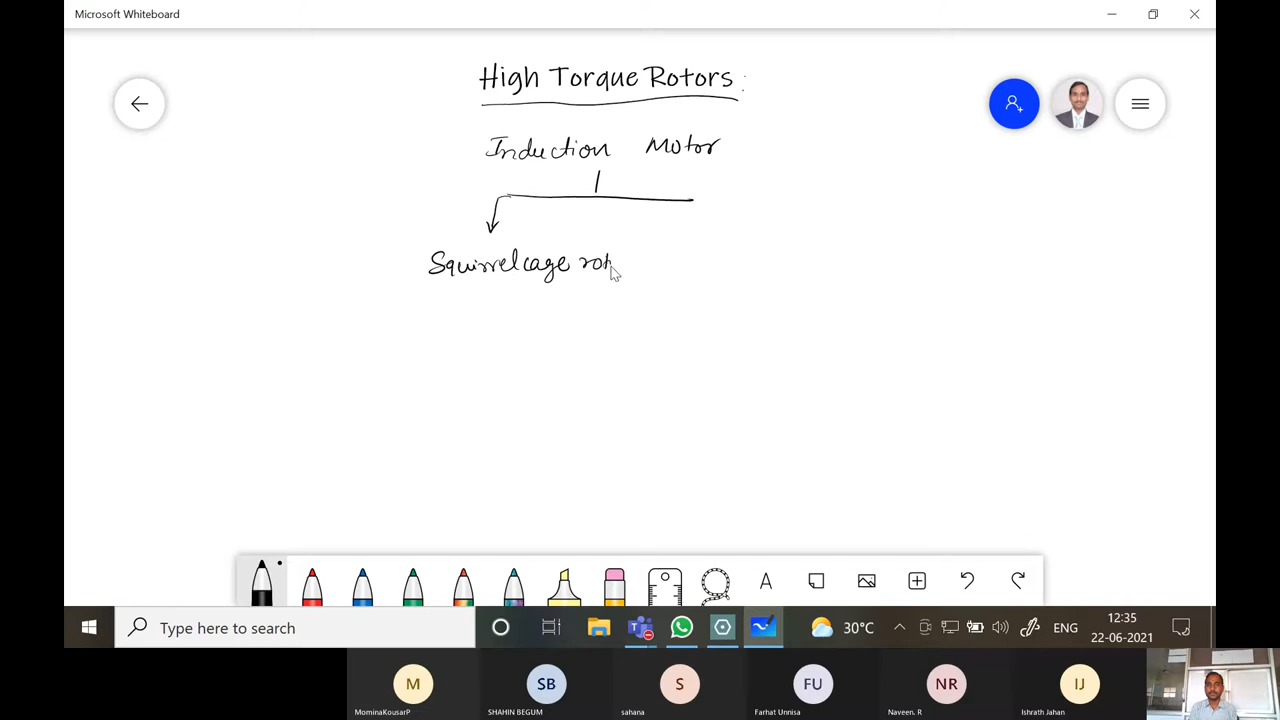 Microsoft Whiteboard
High Torque Rotors :
Induction Motor
Squirrelcage rot
A
Type here to search
30°C
ENG
12:35
22-06-2021
M
SB
S
FU
NR
IJ
MominaKousarP
SHAHIN BEGUM
sahana
Farhat Unnisa
Naveen. R
Ishrath Jahan